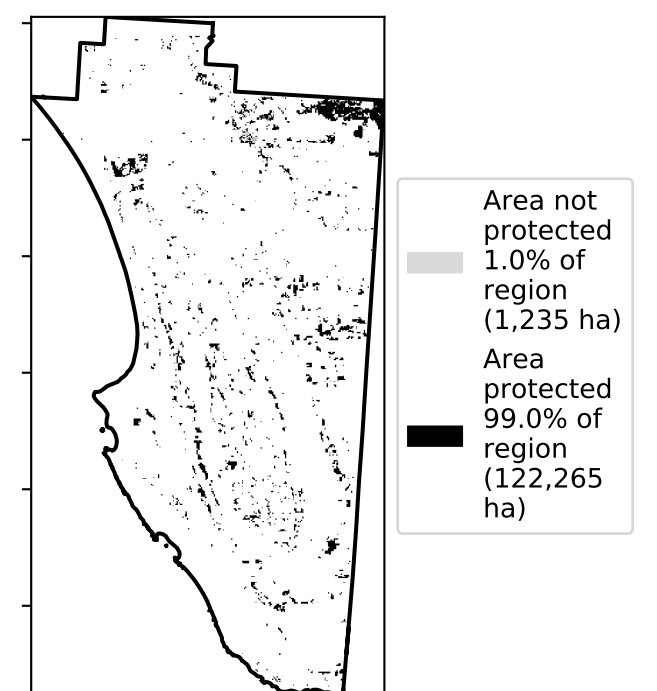 Area not
protected
1.0% of
region
(1,235 ha)
Area
protected
99.0% of
region
(122,265
ha)